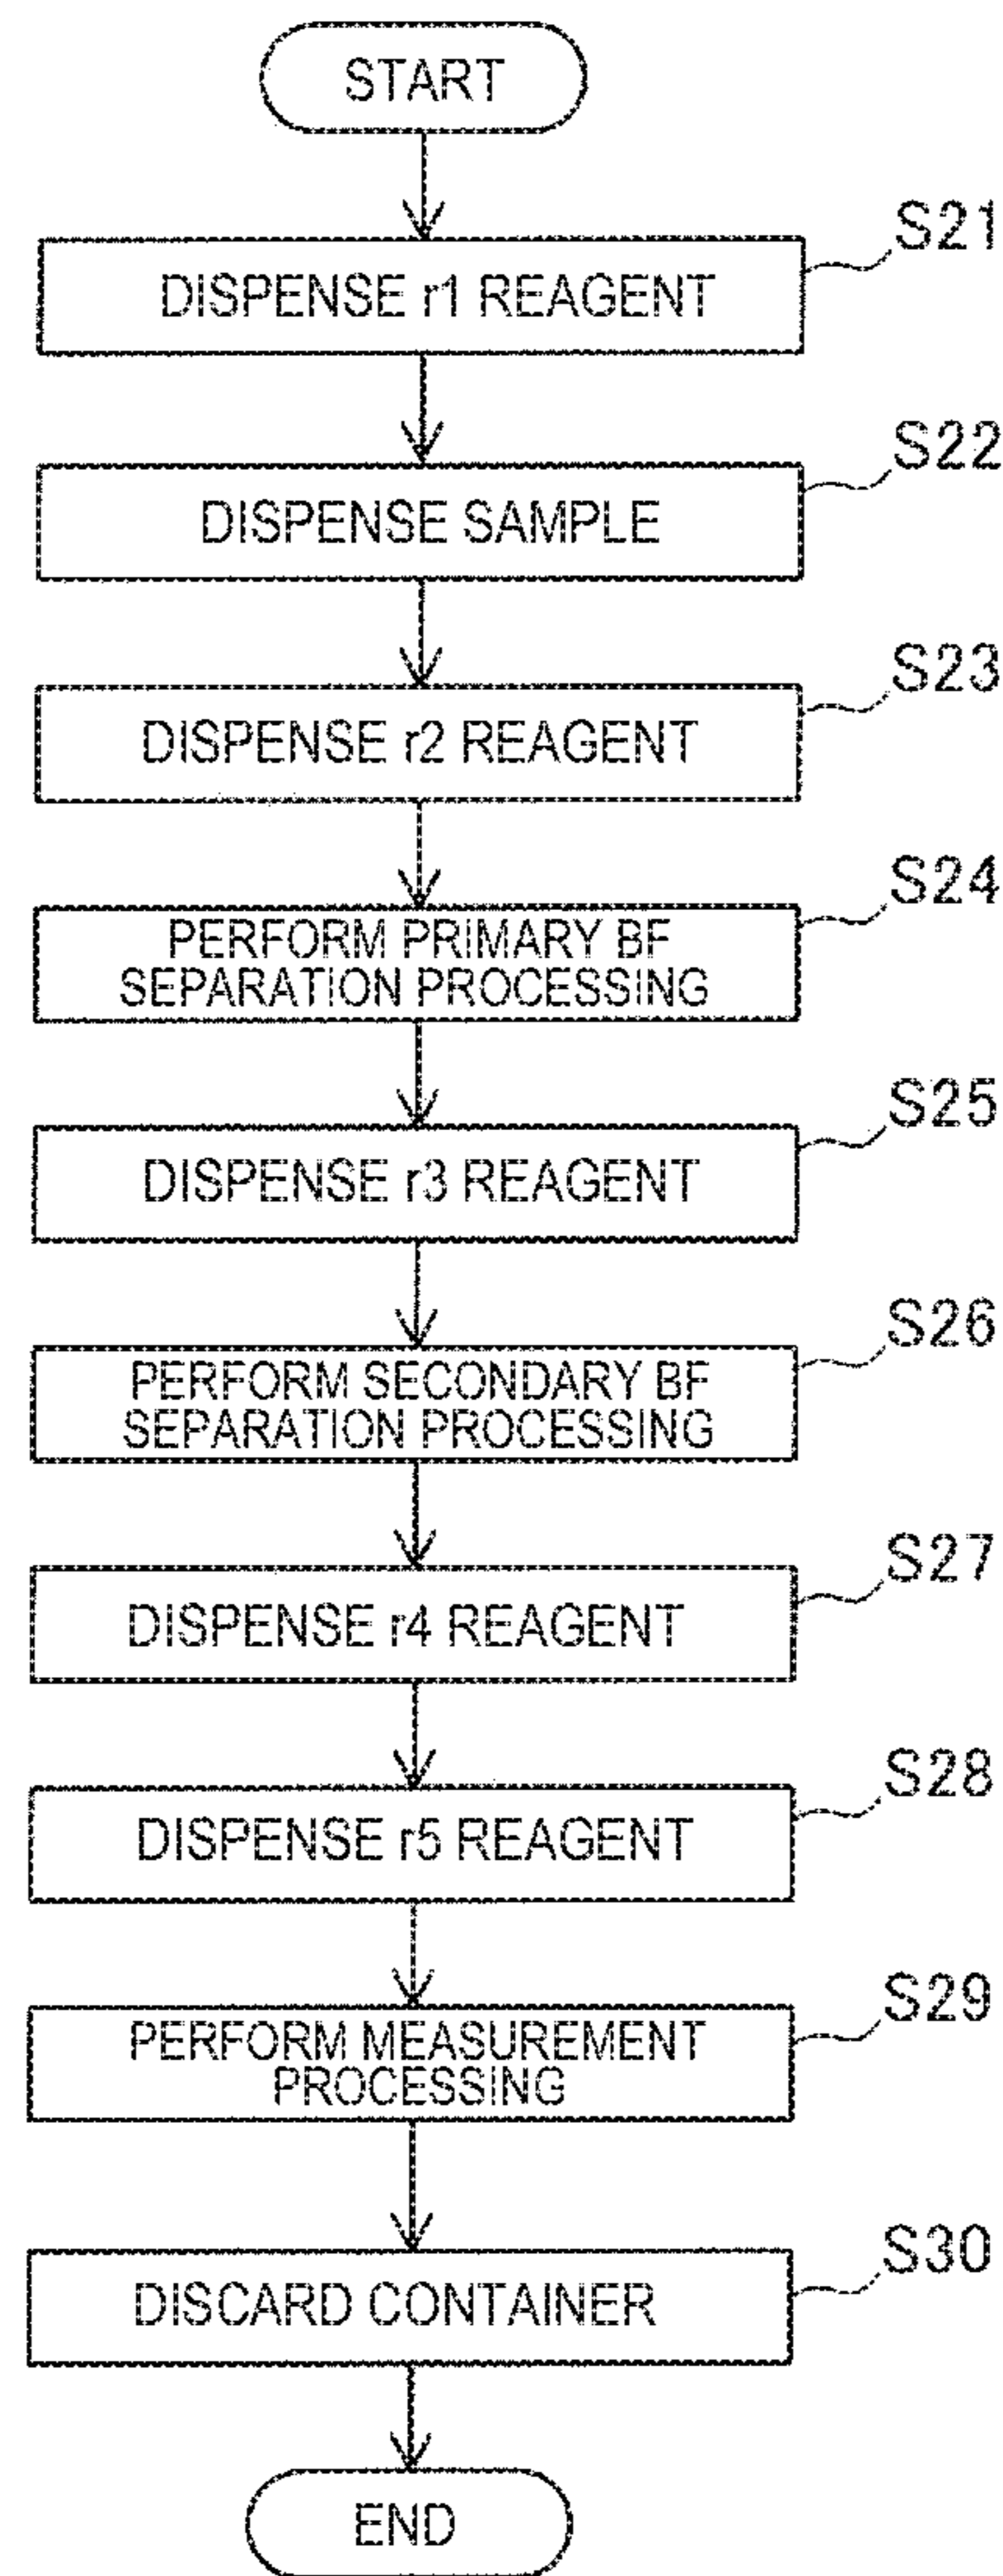 START
S21
DISPENSE r1 REAGENT
S22
DISPENSE SAMPLE
S23
DISPENSE r2 REAGENT
S24
PERFORM PRIMARY BF
SEPARATION PROCESSING
S25
DISPENSE r3 REAGENT
S26
PERFORM SECONDARY BF
SEPARATION PROCESSING
S27
DISPENSE r4 REAGENT
S28
DISPENSE r5 REAGENT
S29
PERFORM MEASUREMENT
PROCESSING
S30
DISCARD CONTAINER
END